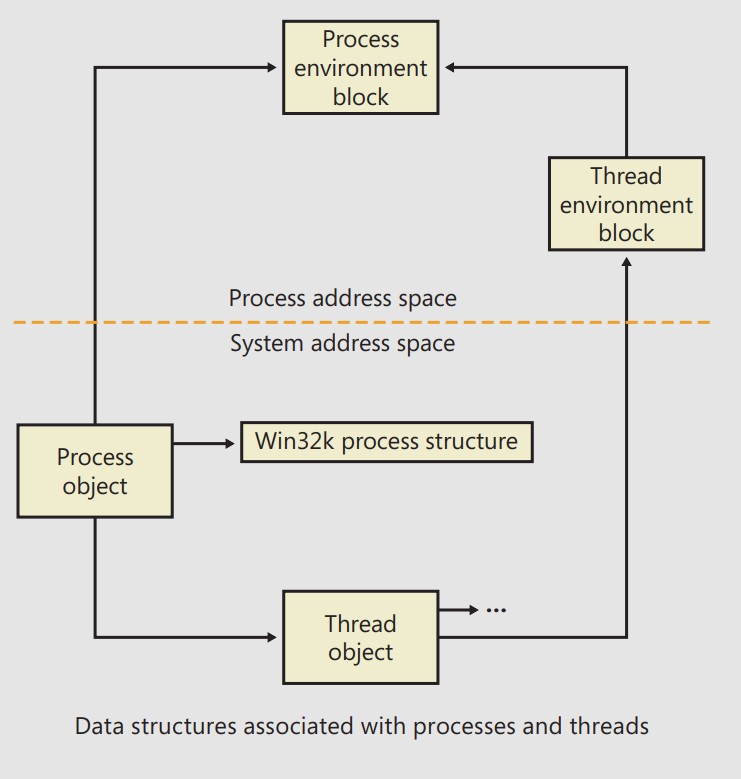 Process
environment
block
Thread
environment
block
Process address space
System address space
Process
object
Win32k process structure
Thread
object
...
Data structures associated with processes and threads